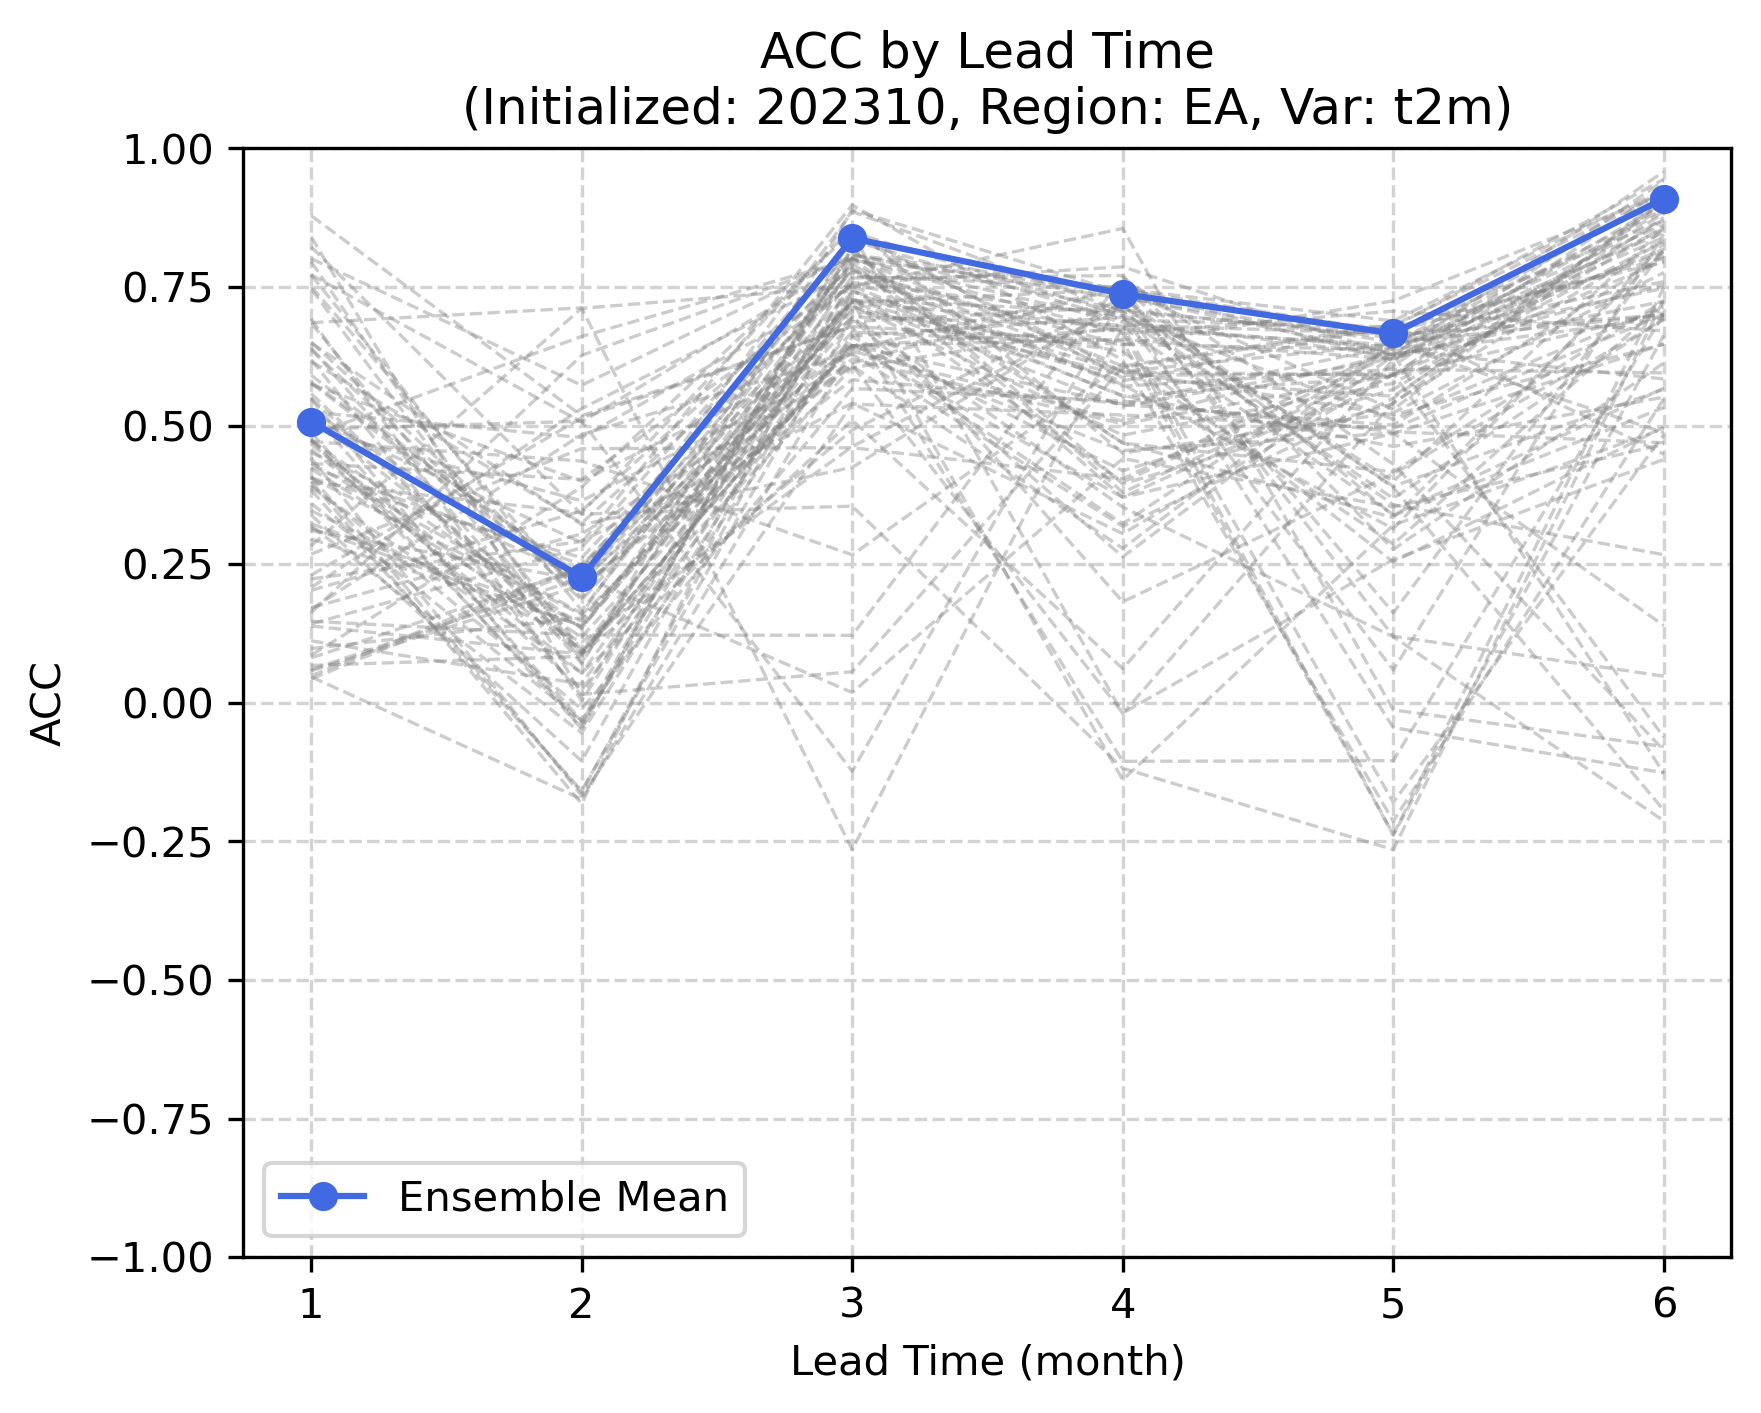 ACC by Lead Time
(Initialized: 202310, Region: EA, Var: t2m)
1.00
0.75
0.50
0.25
0.00
−0.25
−0.50
−0.75
−1.00
ACC
Ensemble Mean
1 2 3 4 5 6
Lead Time (month)